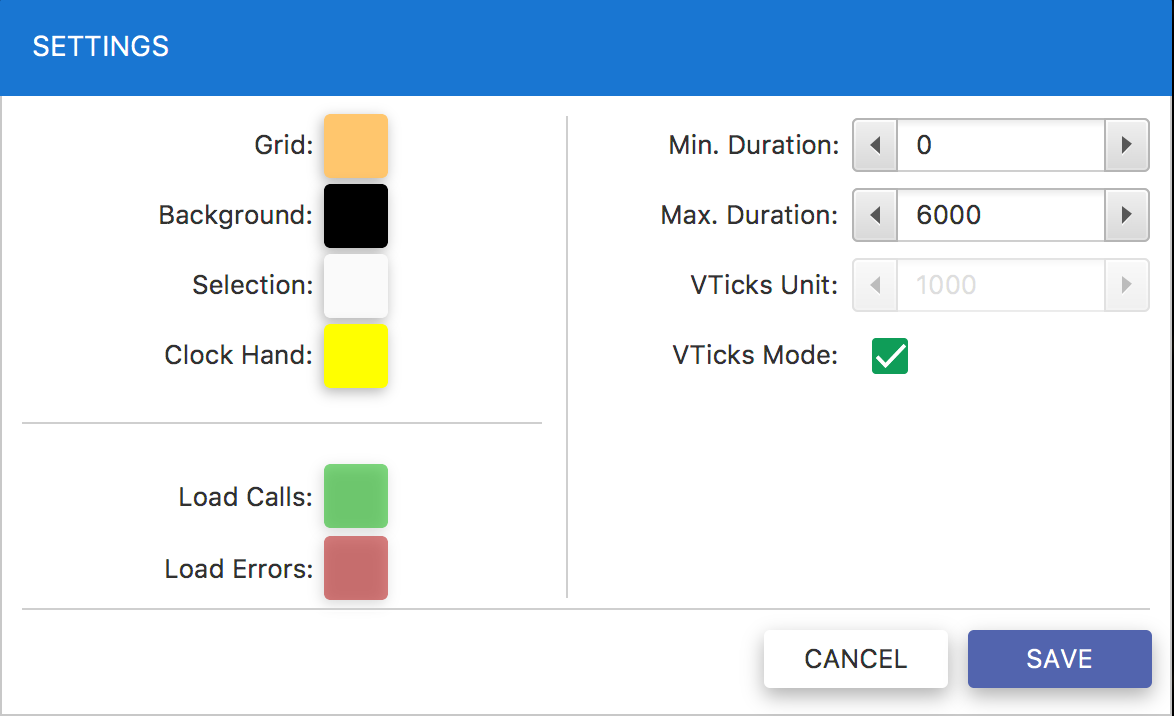 SETTINGS
Grid:
Background:
Selection:
Clock Hand:
Load Calls:
Load Errors:
Min. Duration: 0
Max. Duration: 6000
VTicks Unit: 1000
VTicks Mode:
CANCEL
SAVE